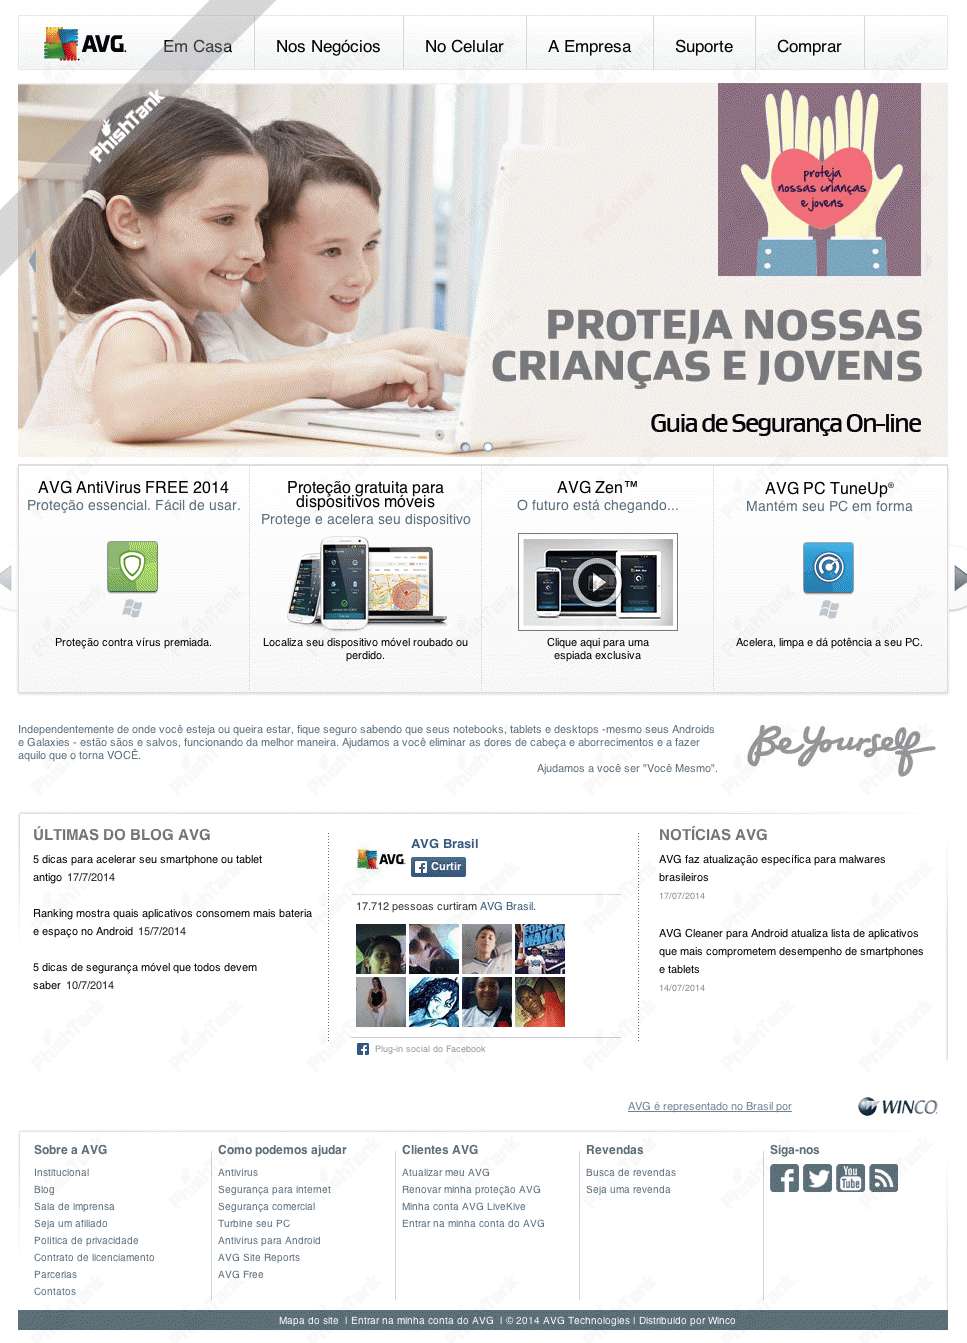 AVG.
Em Casa
Nos Negócios
No Celular
A Empresa
Suporte
Comprar
PhishTank
proteja
nossas crianças
e jovens
PROTEJA NOSSAS
CRIANÇAS E JOVENS
Guia de Segurança On-line
AVG AntiVirus FREE 2014
Proteção essencial. Fácil de usar.
Proteção contra vírus premiada.
Proteção gratuita para
dispositivos móveis
Protege e acelera seu dispositivo
Localiza seu dispositivo móvel roubado ou
perdido.
AVG Zen™
O futuro está chegando...
Clique aqui para uma
espiada exclusiva
AVG PC TuneUp®
Mantém seu PC em forma
Acelera, limpa e dá potência a seu PC.
Independentemente de onde você esteja ou queira estar, fique seguro sabendo que seus notebooks, tablets e desktops -mesmo seus Androids
e Galaxies - estão sãos e salvos, funcionando da melhor maneira. Ajudamos a você eliminar as dores de cabeça e aborrecimentos e a fazer
aquilo que o torna VOCÊ.
Ajudamos a você ser "Você Mesmo".
Be Yourself
ÚLTIMAS DO BLOG AVG
5 dicas para acelerar seu smartphone ou tablet
antigo 17/7/2014
Ranking mostra quais aplicativos consomem mais bateria
e espaço no Android 15/7/2014
5 dicas de segurança móvel que todos devem
saber 10/7/2014
AVG.
AVG Brasil
Curtir
17.712 pessoas curtiram AVG Brasil.
Plug-in social do Facebook
NOTÍCIAS AVG
AVG faz atualização específica para malwares
brasileiros
17/07/2014
AVG Cleaner para Android atualiza lista de aplicativos
que mais comprometem desempenho de smartphones
e tablets
14/07/2014
AVG é representado no Brasil por
WINCO
Sobre a AVG
Institucional
Blog
Sala de imprensa
Seja um afiliado
Política de privacidade
Contrato de licenciamento
Parcerias
Contatos
Como podemos ajudar
Antivirus
Segurança para internet
Segurança comercial
Turbine seu PC
Antivirus para Android
AVG Site Reports
AVG Free
Clientes AVG
Atualizar meu AVG
Renovar minha proteção AVG
Minha conta AVG LiveKive
Entrar na minha conta do AVG
Revendas
Busca de revendas
Seja uma revenda
Siga-nos
You
Tube
Mapa do site | Entrar na minha conta do AVG | © 2014 AVG Technologies | Distribuído por Winco